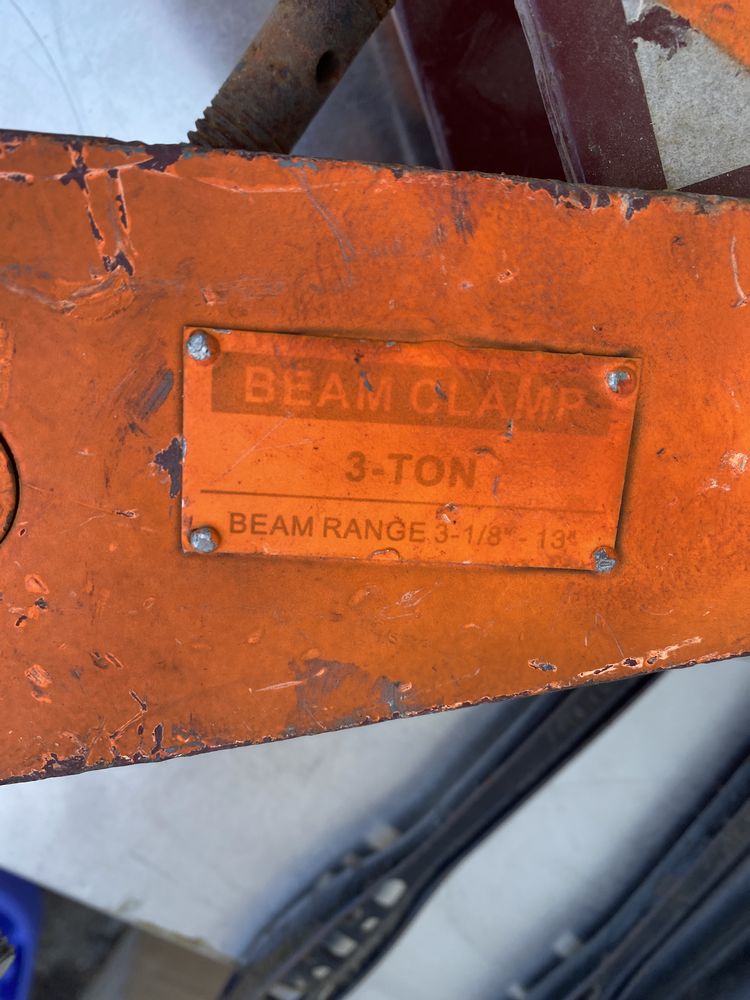 BEAM CLAMP
3-TON
BEAM RANGE 3-1/8" - 13"